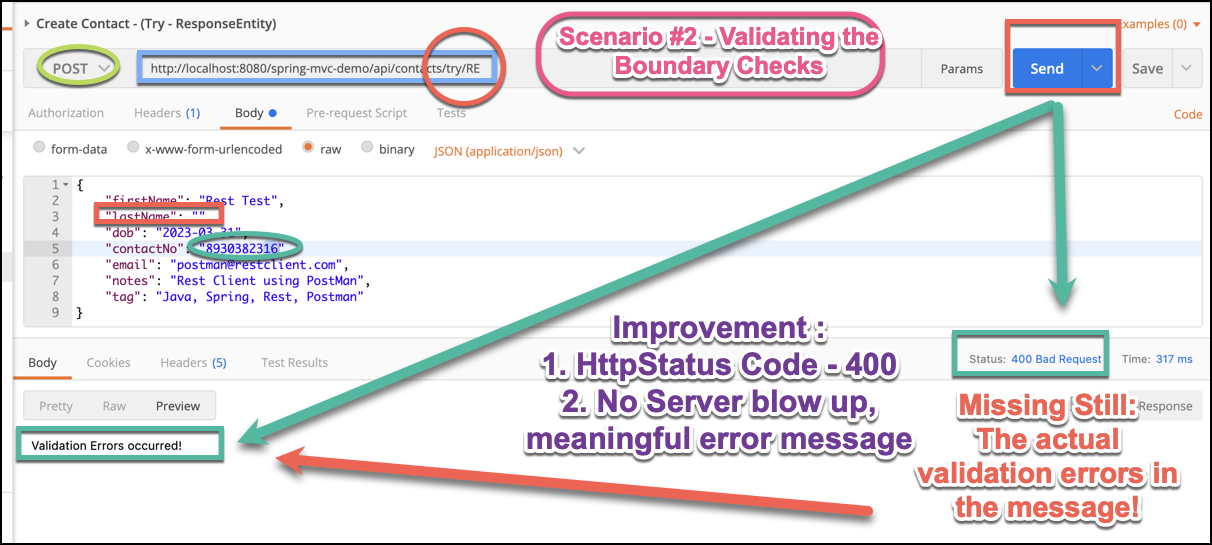 Create Contact - (Try - ResponseEntity)
Examples (0)
Scenario #2 - Validating the
Boundary Checks
POST
http://localhost:8080/spring-mvc-demo/api/contacts/try/RE
Params
Send
Save
Authorization
Headers (1)
Body
Pre-request Script
Tests
Code
form-data
x-www-form-urlencoded
raw
binary
JSON (application/json)
1 {
2 "firstName": "Rest Test",
3 "lastName": ""
4 "dob": "2023-03-31",
5 "contactNo": "8930382316"
6 "email": "postman@restclient.com",
7 "notes": "Rest Client using PostMan",
8 "tag": "Java, Spring, Rest, Postman"
9 }
Improvement :
1. HttpStatus Code - 400
2. No Server blow up,
meaningful error message
Body
Cookies
Headers (5)
Test Results
Status: 400 Bad Request
Time: 317 ms
Pretty
Raw
Preview
Response
Validation Errors occurred!
Missing Still:
The actual
validation errors in
the message!